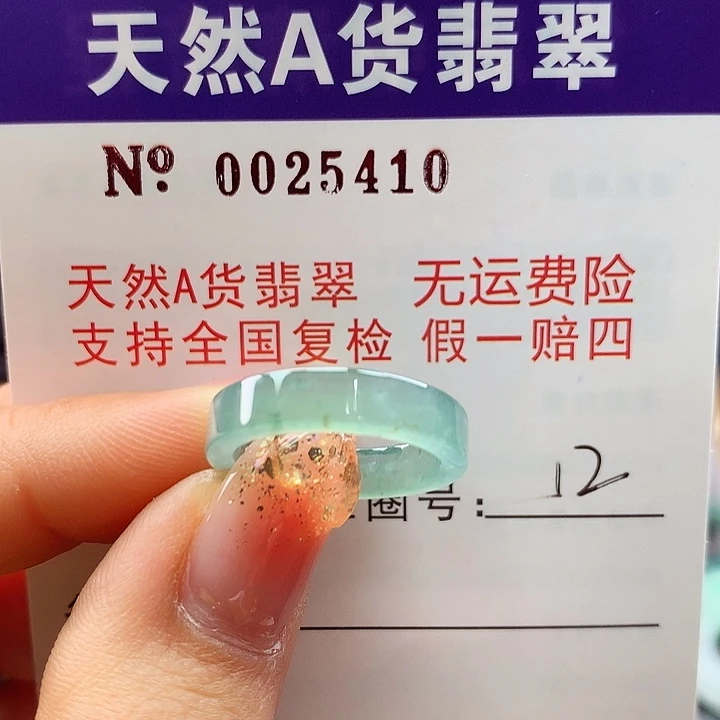 天然A货翡翠
No. 0025410
天然A货翡翠 无运费险
支持全国复检 假一赔四
圈号: 12